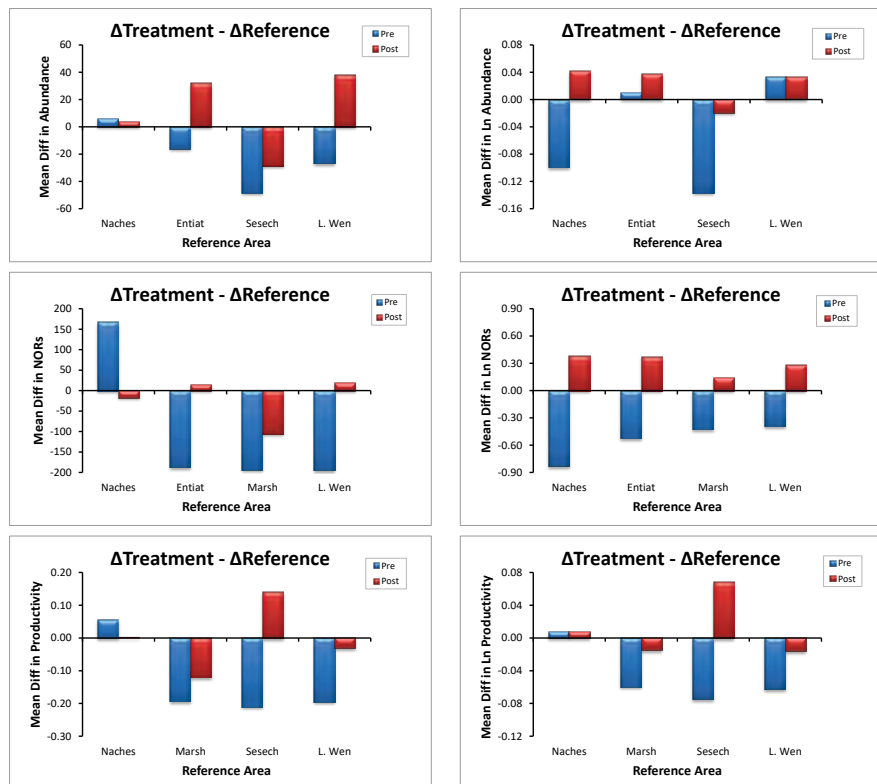 ΔTreatment - ΔReference
Pre
Post
Mean Diff in Abundance
60
40
20
0
-20
-40
-60
Naches Entiat Sesech L. Wen
Reference Area
ΔTreatment - ΔReference
Pre
Post
Mean Diff in Ln Abundance
0.08
0.04
0.00
-0.04
-0.08
-0.12
-0.16
Naches Entiat Sesech L. Wen
Reference Area
ΔTreatment - ΔReference
Pre
Post
Mean Diff in NORs
200
150
100
50
0
-50
-100
-150
-200
Naches Entiat Marsh L. Wen
Reference Area
ΔTreatment - ΔReference
Pre
Post
Mean Diff in Ln NORs
0.90
0.60
0.30
0.00
-0.30
-0.60
-0.90
Naches Entiat Marsh L. Wen
Reference Area
ΔTreatment - ΔReference
Pre
Post
Mean Diff in Productivity
0.20
0.10
0.00
-0.10
-0.20
-0.30
Naches Marsh Sesech L. Wen
Reference Area
ΔTreatment - ΔReference
Pre
Post
Mean Diff in Ln Productivity
0.08
0.04
0.00
-0.04
-0.08
-0.12
Naches Marsh Sesech L. Wen
Reference Area